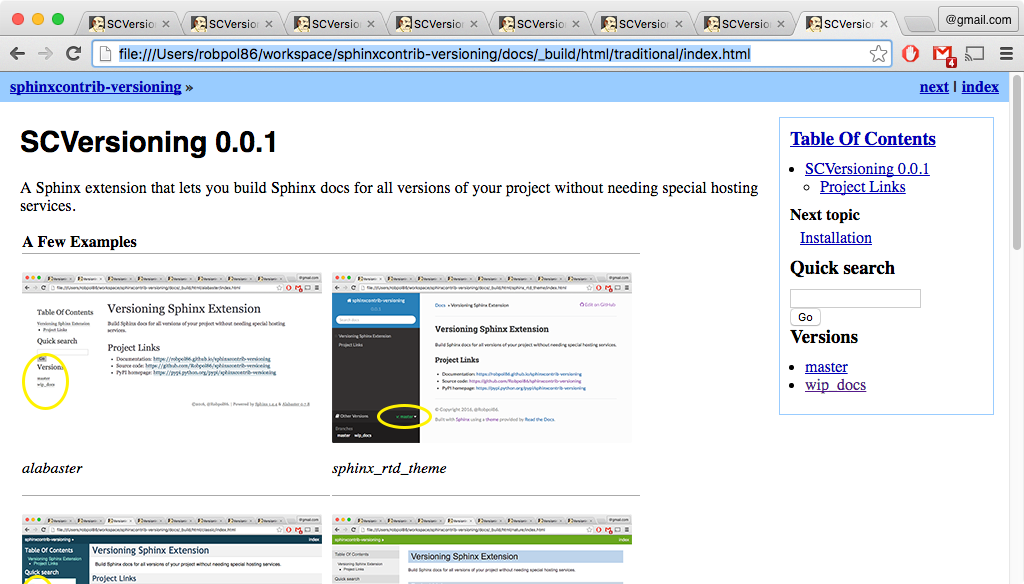 SCVersion × SCVersion × SCVersion × SCVersion × SCVersion × SCVersion × SCVersion × SCVersion × @gmail.com
file:///Users/robpol86/workspace/sphinxcontrib-versioning/docs/_build/html/traditional/index.html 4
sphinxcontrib-versioning » next | index
SCVersioning 0.0.1
A Sphinx extension that lets you build Sphinx docs for all versions of your project without needing special hosting
services.
A Few Examples
Table Of Contents
Versioning Sphinx Extension
Project Links
Quick search
Go
Versions
master
wip_docs
Versioning Sphinx Extension
Build Sphinx docs for all versions of your project without needing special hosting
services.
Project Links
Documentation: https://robpol86.github.io/sphinxcontrib-versioning
Source code: https://github.com/Robpol86/sphinxcontrib-versioning
PyPI homepage: https://pypi.python.org/pypi/sphinxcontrib-versioning
alabaster
sphinxcontrib-versioning
Search docs
Versioning Sphinx Extension
Project Links
Other Versions v: master
Branches
master wip_docs
Docs » Versioning Sphinx Extension Edit on GitHub
Versioning Sphinx Extension
Build Sphinx docs for all versions of your project without needing special hosting services.
Project Links
Documentation: https://robpol86.github.io/sphinxcontrib-versioning
Source code: https://github.com/Robpol86/sphinxcontrib-versioning
PyPI homepage: https://pypi.python.org/pypi/sphinxcontrib-versioning
© Copyright 2016, @Robpol86.
Built with Sphinx using a theme provided by Read the Docs.
sphinx_rtd_theme
sphinxcontrib-versioning » index
Table Of Contents
Versioning Sphinx Extension
Project Links
Quick search
Versioning Sphinx Extension
Build Sphinx docs for all versions of your project without needing special hosting services.
Project Links
sphinxcontrib-versioning » index
Table Of Contents
Versioning Sphinx Extension
Project Links
Quick search
Versioning Sphinx Extension
Build Sphinx docs for all versions of your project without needing special hosting services.
Table Of Contents
SCVersioning 0.0.1
Project Links
Next topic
Installation
Quick search
Go
Versions
master
wip_docs